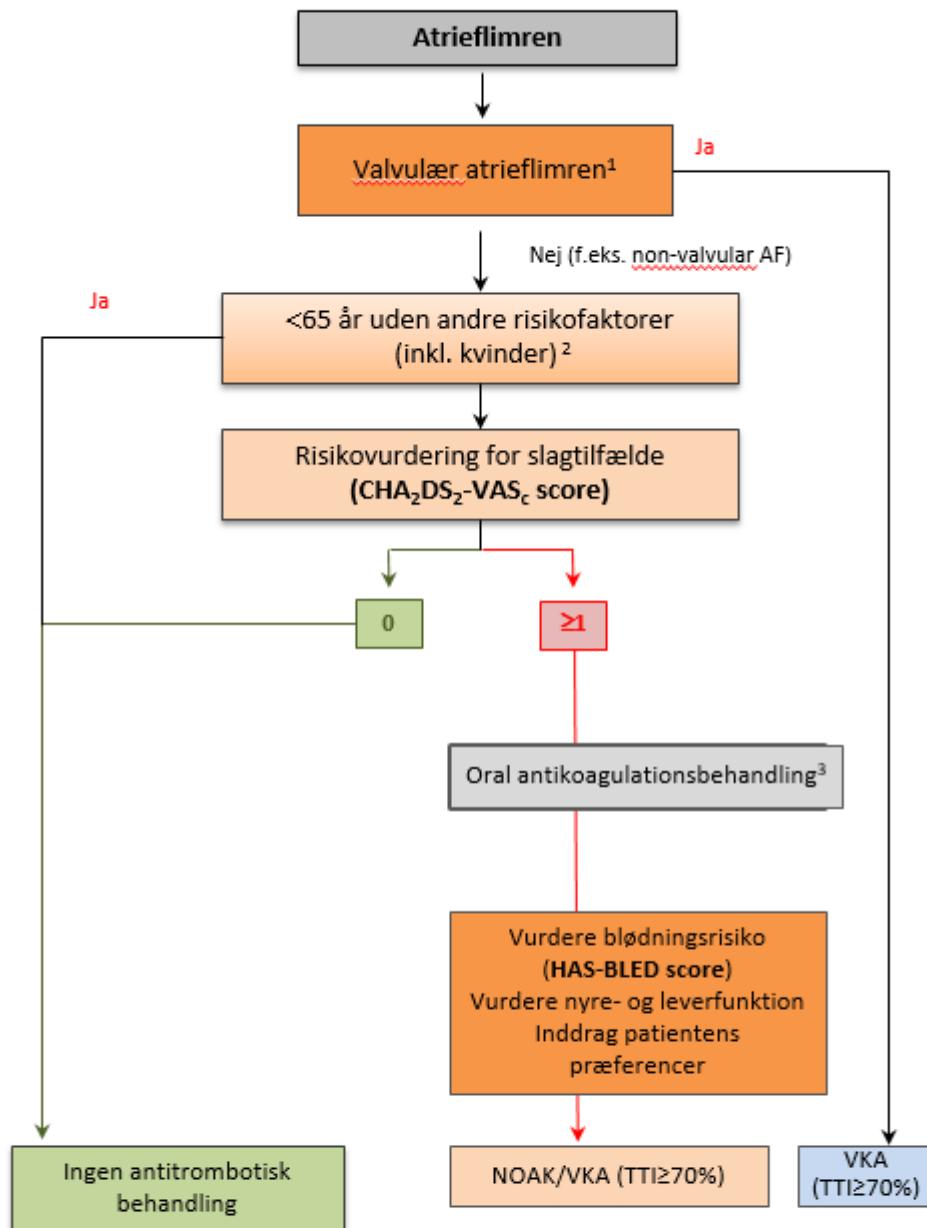 Atrieflimren
Ja
Valvulær atrieflimren¹
Nej (f.eks. non-valvular AF)
Ja
<65 år uden andre risikofaktorer
(inkl. kvinder) ²
Risikovurdering for slagtilfælde
(CHA₂DS₂-VASc score)
0
≥1
Oral antikoagulationsbehandling³
Vurdere blødningsrisiko
(HAS-BLED score)
Vurdere nyre- og leverfunktion
Inddrag patientens
præferencer
Ingen antitrombotisk
behandling
NOAK/VKA (TTI≥70%)
VKA
(TTI≥70%)